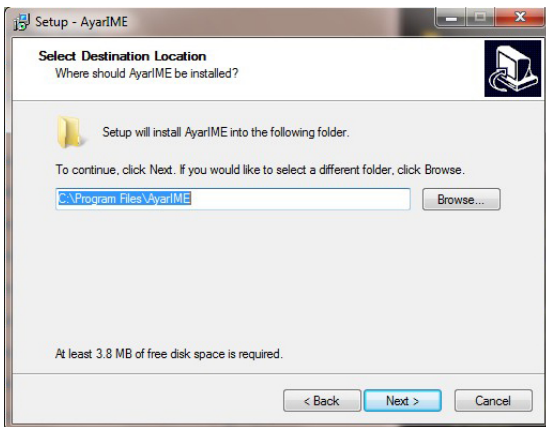 Setup - AyarIME
Select Destination Location
Where should AyarIME be installed?
Setup will install AyarIME into the following folder.
To continue, click Next. If you would like to select a different folder, click Browse.
C:\Program Files\AyarIME
Browse...
At least 3.8 MB of free disk space is required.
< Back
Next >
Cancel